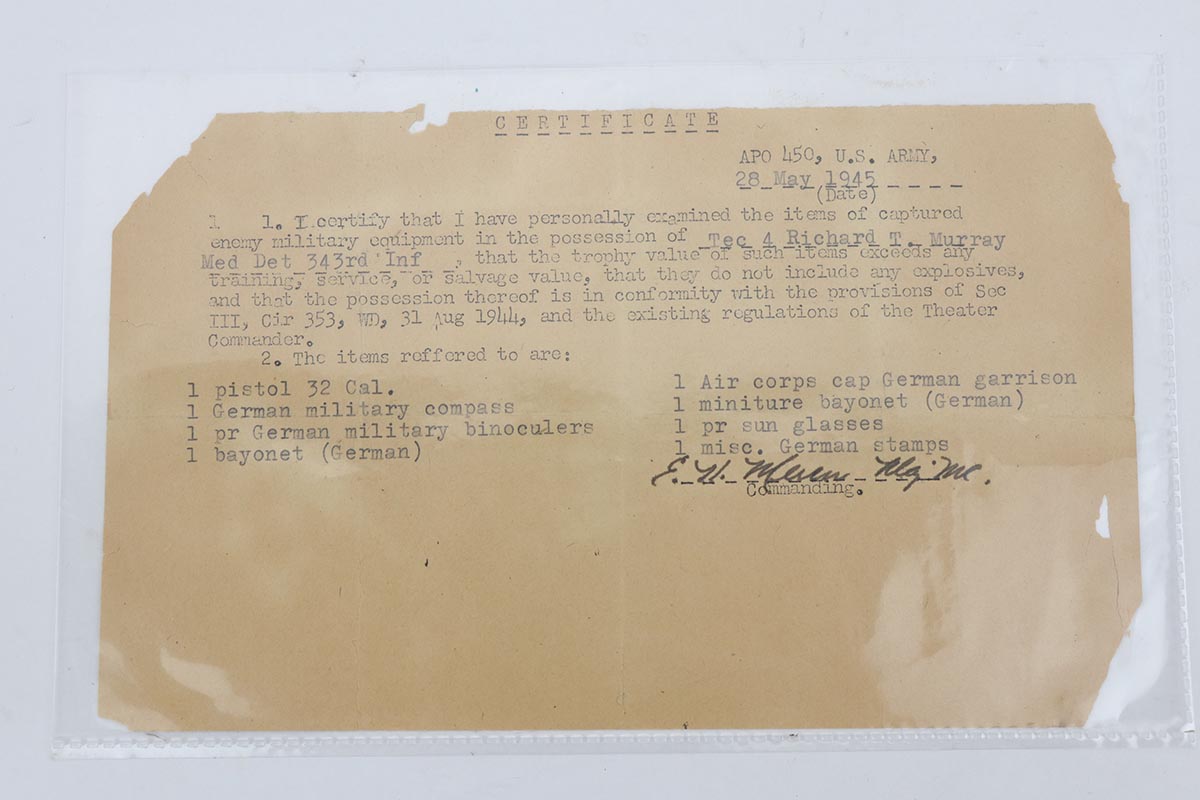 CERTIFICATE
APO 450, U.S. ARMY,
28 May 1945
(Date)
1 1. I certify that I have personally examined the items of captured
enemy military equipment in the possession of Tec 4 Richard T. Murray
Med Det 343rd Inf , that the trophy value of such items exceeds any
training, service, or salvage value, that they do not include any explosives,
and that the possession thereof is in conformity with the provisions of Sec
III, Cir 353, WD, 31 Aug 1944, and the existing regulations of the Theater
Commander.
2. The items reffered to are:
1 pistol 32 Cal.
1 German military compass
1 pr German military binoculers
1 bayonet (German)
1 Air corps cap German garrison
1 miniture bayonet (German)
1 pr sun glasses
1 misc. German stamps
E. H. Maj MC.
Commanding.